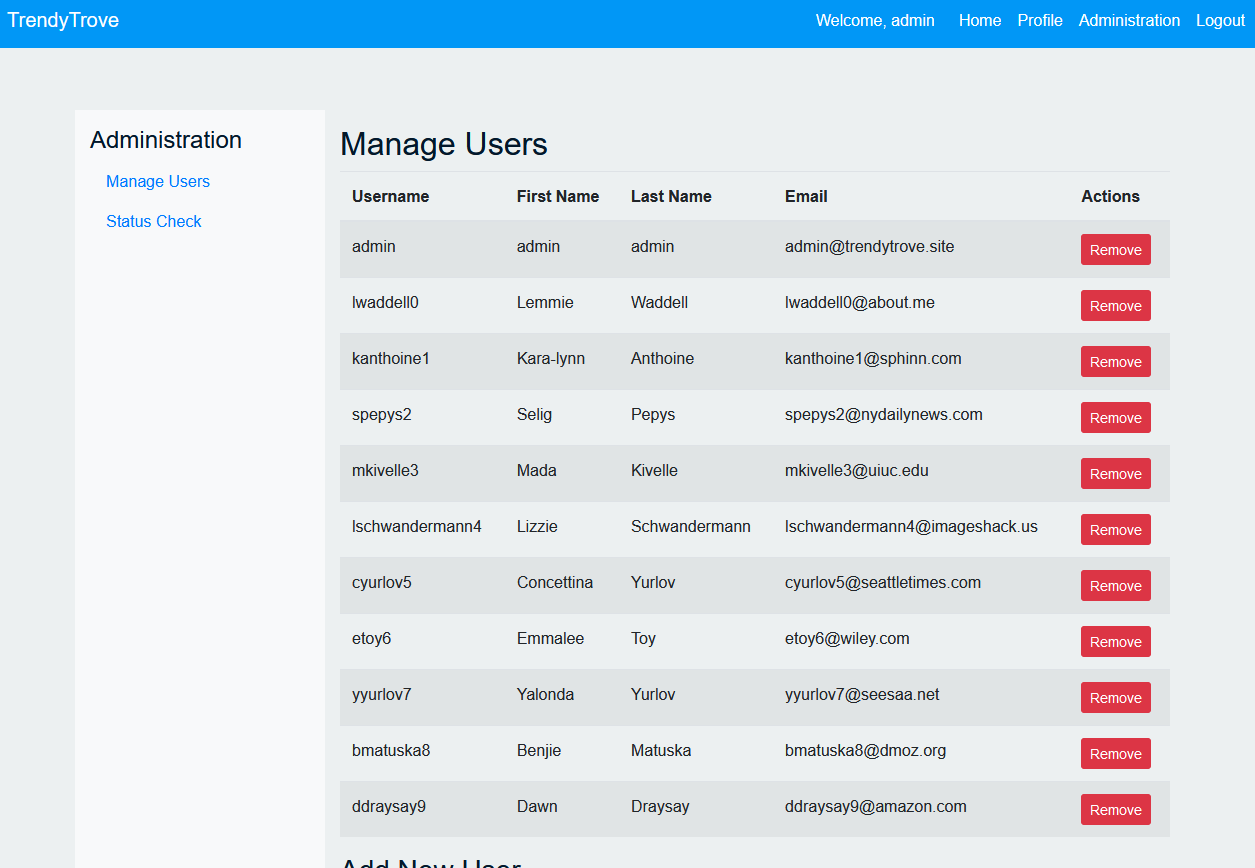 TrendyTrove Welcome, admin Home Profile Administration Logout
Administration
Manage Users
Status Check
Manage Users
Username First Name Last Name Email Actions
admin admin admin admin@trendytrove.site Remove
lwaddell0 Lemmie Waddell lwaddell0@about.me Remove
kanthoine1 Kara-lynn Anthoine kanthoine1@sphinn.com Remove
spepys2 Selig Pepys spepys2@nydailynews.com Remove
mkivelle3 Mada Kivelle mkivelle3@uiuc.edu Remove
lschwandermann4 Lizzie Schwandermann lschwandermann4@imageshack.us Remove
cyurlov5 Concettina Yurlov cyurlov5@seattletimes.com Remove
etoy6 Emmalee Toy etoy6@wiley.com Remove
yyurlov7 Yalonda Yurlov yyurlov7@seesaa.net Remove
bmatuska8 Benjie Matuska bmatuska8@dmoz.org Remove
ddraysay9 Dawn Draysay ddraysay9@amazon.com Remove
Add New User